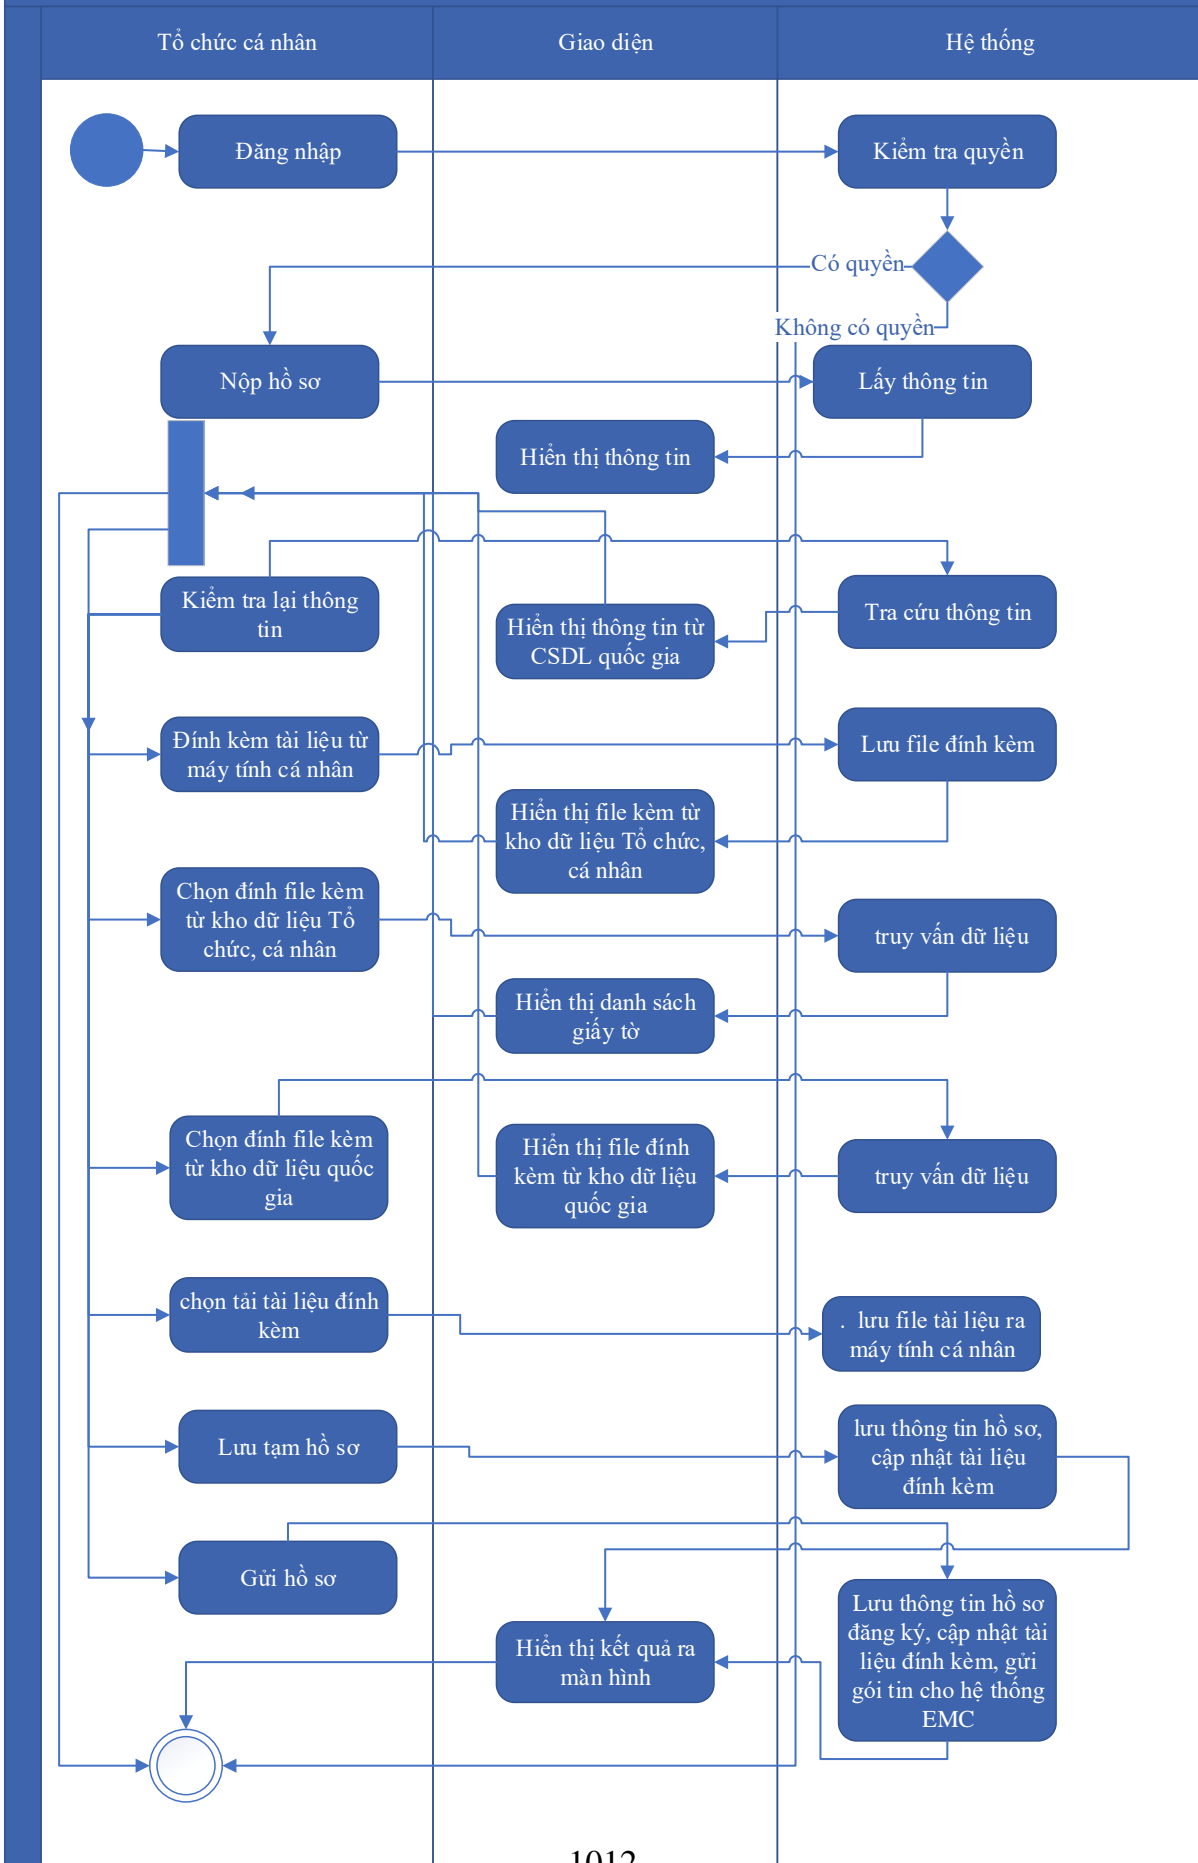 Tổ chức cá nhân
Giao diện
Hệ thống
Đăng nhập
Kiểm tra quyền
Có quyền
Không có quyền
Nộp hồ sơ
Lấy thông tin
Hiển thị thông tin
Kiểm tra lại thông
tin
Hiển thị thông tin từ
CSDL quốc gia
Tra cứu thông tin
Đính kèm tài liệu từ
máy tính cá nhân
Lưu file đính kèm
Hiển thị file kèm từ
kho dữ liệu Tổ chức,
cá nhân
Chọn đính file kèm
từ kho dữ liệu Tổ
chức, cá nhân
truy vấn dữ liệu
Hiển thị danh sách
giấy tờ
Chọn đính file kèm
từ kho dữ liệu quốc
gia
Hiển thị file đính
kèm từ kho dữ liệu
quốc gia
truy vấn dữ liệu
chọn tải tài liệu đính
kèm
. lưu file tài liệu ra
máy tính cá nhân
Lưu tạm hồ sơ
lưu thông tin hồ sơ,
cập nhật tài liệu
đính kèm
Gửi hồ sơ
Hiển thị kết quả ra
màn hình
Lưu thông tin hồ sơ
đăng ký, cập nhật tài
liệu đính kèm, gửi
gói tin cho hệ thống
EMC
1012